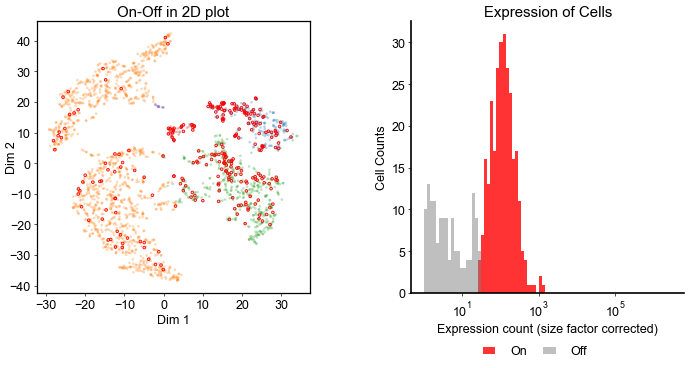 On-Off in 2D plot
40
30
20
10
0
−10
−20
−30
−40
Dim 2
−30 −20 −10 0 10 20 30
Dim 1
Expression of Cells
30
25
20
15
10
5
0
Cell Counts
10^1 10^3 10^5
Expression count (size factor corrected)
On Off